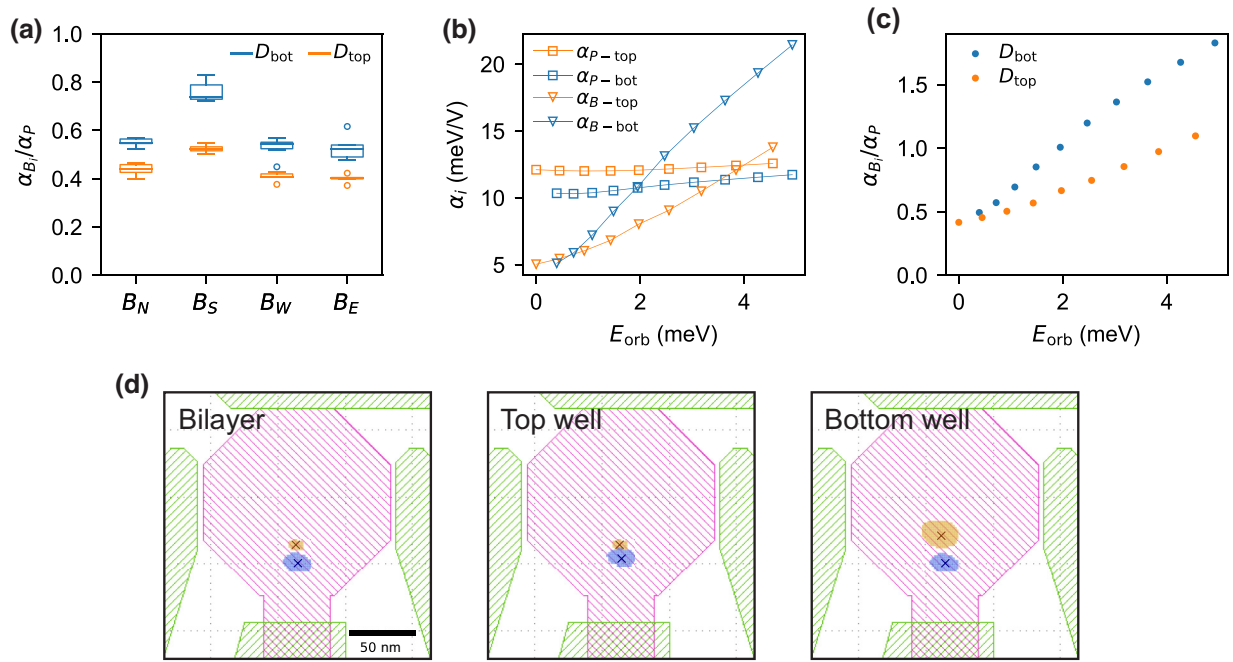 (a)
1.0
0.8
0.6
0.4
0.2
0.0
α_{B_i}/α_P
D_bot
D_top
B_N
B_S
B_W
B_E
(b)
20
15
10
5
α_i (meV/V)
α_{P−top}
α_{P−bot}
α_{B−top}
α_{B−bot}
0
2
4
E_orb (meV)
(c)
1.5
1.0
0.5
0.0
α_{B_i}/α_P
D_bot
D_top
0
2
4
E_orb (meV)
(d)
Bilayer
50 nm
Top well
Bottom well